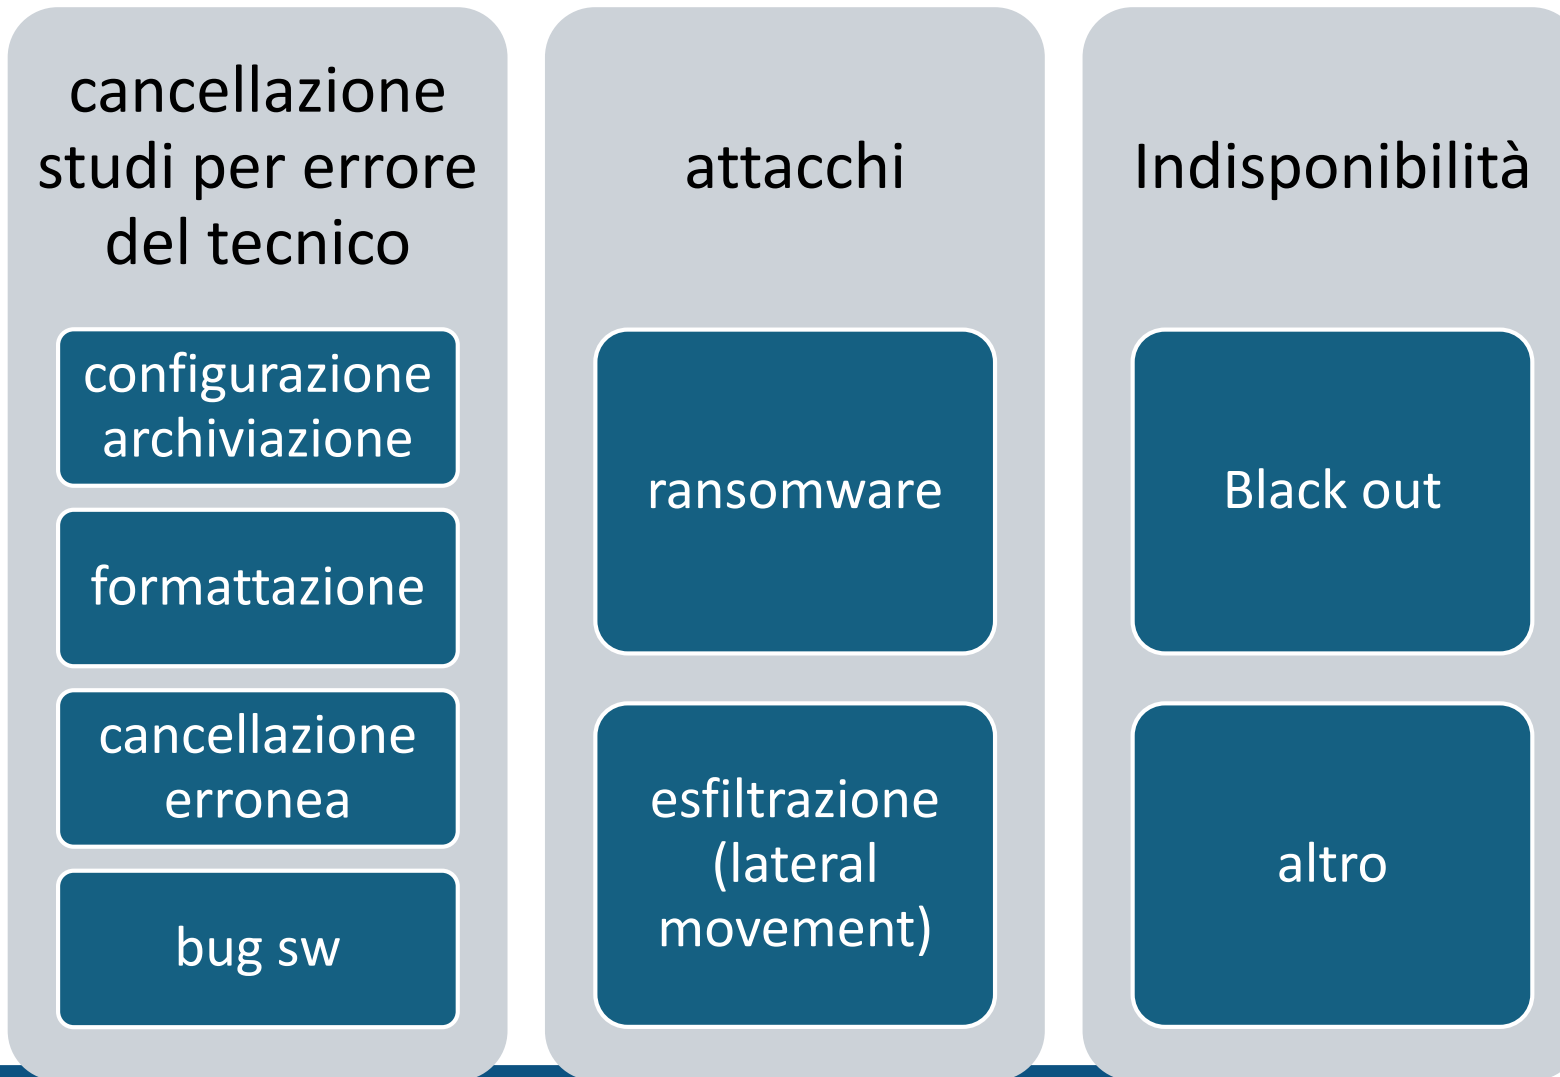 cancellazione
studi per errore
del tecnico
configurazione
archiviazione
formattazione
cancellazione
erronea
bug sw
attacchi
ransomware
esfiltrazione
(lateral
movement)
Indisponibilità
Black out
altro